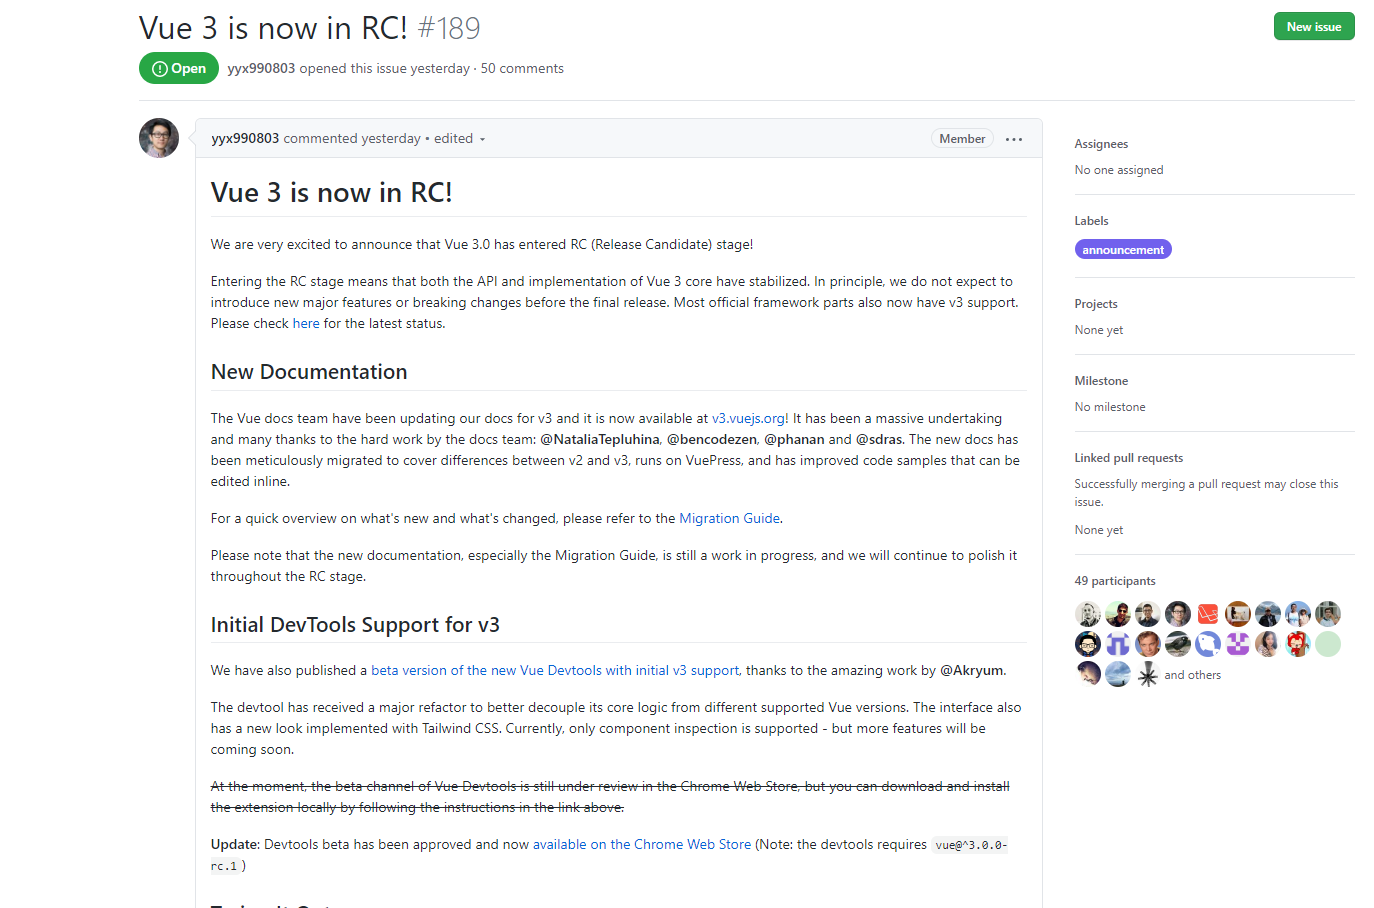 Vue 3 is now in RC! #189
New issue
Open
yyx990803 opened this issue yesterday · 50 comments
yyx990803 commented yesterday • edited
Member
Vue 3 is now in RC!
We are very excited to announce that Vue 3.0 has entered RC (Release Candidate) stage!
Entering the RC stage means that both the API and implementation of Vue 3 core have stabilized. In principle, we do not expect to
introduce new major features or breaking changes before the final release. Most official framework parts also now have v3 support.
Please check here for the latest status.
New Documentation
The Vue docs team have been updating our docs for v3 and it is now available at v3.vuejs.org! It has been a massive undertaking
and many thanks to the hard work by the docs team: @NataliaTepluhina, @bencodezen, @phanan and @sdras. The new docs has
been meticulously migrated to cover differences between v2 and v3, runs on VuePress, and has improved code samples that can be
edited inline.
For a quick overview on what's new and what's changed, please refer to the Migration Guide.
Please note that the new documentation, especially the Migration Guide, is still a work in progress, and we will continue to polish it
throughout the RC stage.
Initial DevTools Support for v3
We have also published a beta version of the new Vue Devtools with initial v3 support, thanks to the amazing work by @Akryum.
The devtool has received a major refactor to better decouple its core logic from different supported Vue versions. The interface also
has a new look implemented with Tailwind CSS. Currently, only component inspection is supported - but more features will be
coming soon.
At the moment, the beta channel of Vue Devtools is still under review in the Chrome Web Store, but you can download and install
the extension locally by following the instructions in the link above.
Update: Devtools beta has been approved and now available on the Chrome Web Store (Note: the devtools requires vue@^3.0.0-
rc.1 )
Assignees
No one assigned
Labels
announcement
Projects
None yet
Milestone
No milestone
Linked pull requests
Successfully merging a pull request may close this
issue.
None yet
49 participants
and others